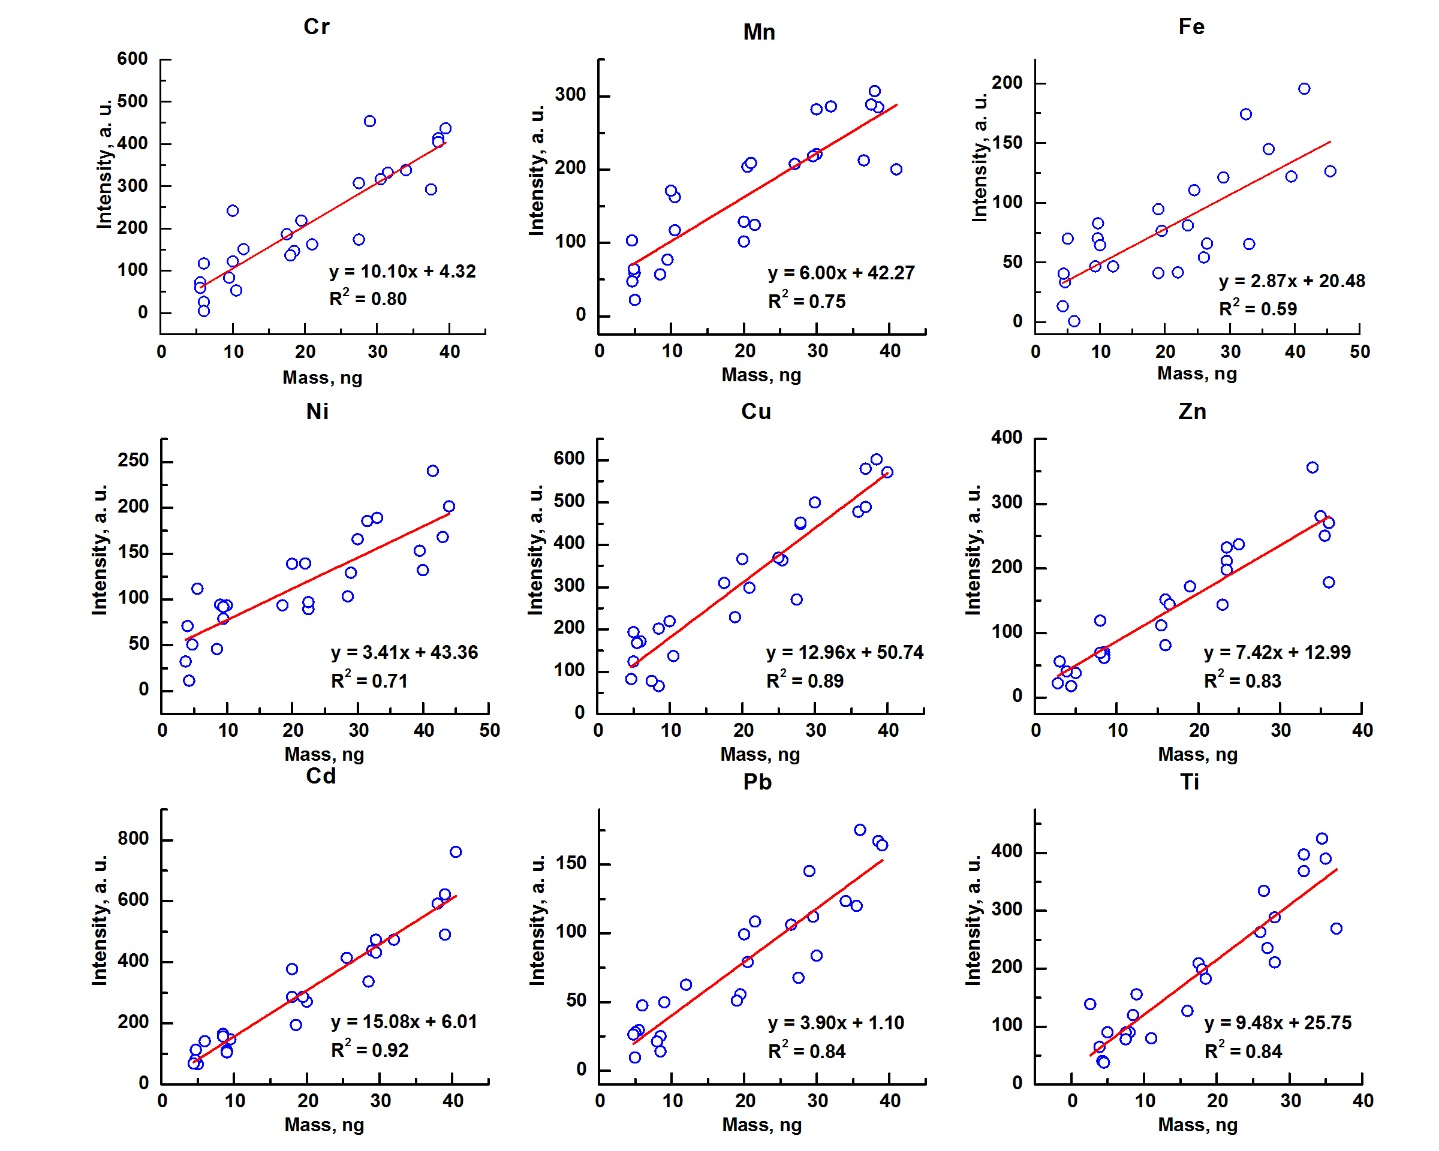 Cr
600
500
400
300
200
100
0
0 10 20 30 40
Intensity, a. u.
Mass, ng
y = 10.10x + 4.32
R² = 0.80
Mn
300
200
100
0
0 10 20 30 40
Intensity, a. u.
Mass, ng
y = 6.00x + 42.27
R² = 0.75
Fe
200
150
100
50
0
0 10 20 30 40 50
Intensity, a. u.
Mass, ng
y = 2.87x + 20.48
R² = 0.59
Ni
250
200
150
100
50
0
0 10 20 30 40 50
Intensity, a. u.
Mass, ng
y = 3.41x + 43.36
R² = 0.71
Cu
600
500
400
300
200
100
0
0 10 20 30 40
Intensity, a. u.
Mass, ng
y = 12.96x + 50.74
R² = 0.89
Zn
400
300
200
100
0
0 10 20 30 40
Intensity, a. u.
Mass, ng
y = 7.42x + 12.99
R² = 0.83
Cd
800
600
400
200
0
0 10 20 30 40
Intensity, a. u.
Mass, ng
y = 15.08x + 6.01
R² = 0.92
Pb
150
100
50
0
0 10 20 30 40
Intensity, a. u.
Mass, ng
y = 3.90x + 1.10
R² = 0.84
Ti
400
300
200
100
0
0 10 20 30 40
Intensity, a. u.
Mass, ng
y = 9.48x + 25.75
R² = 0.84